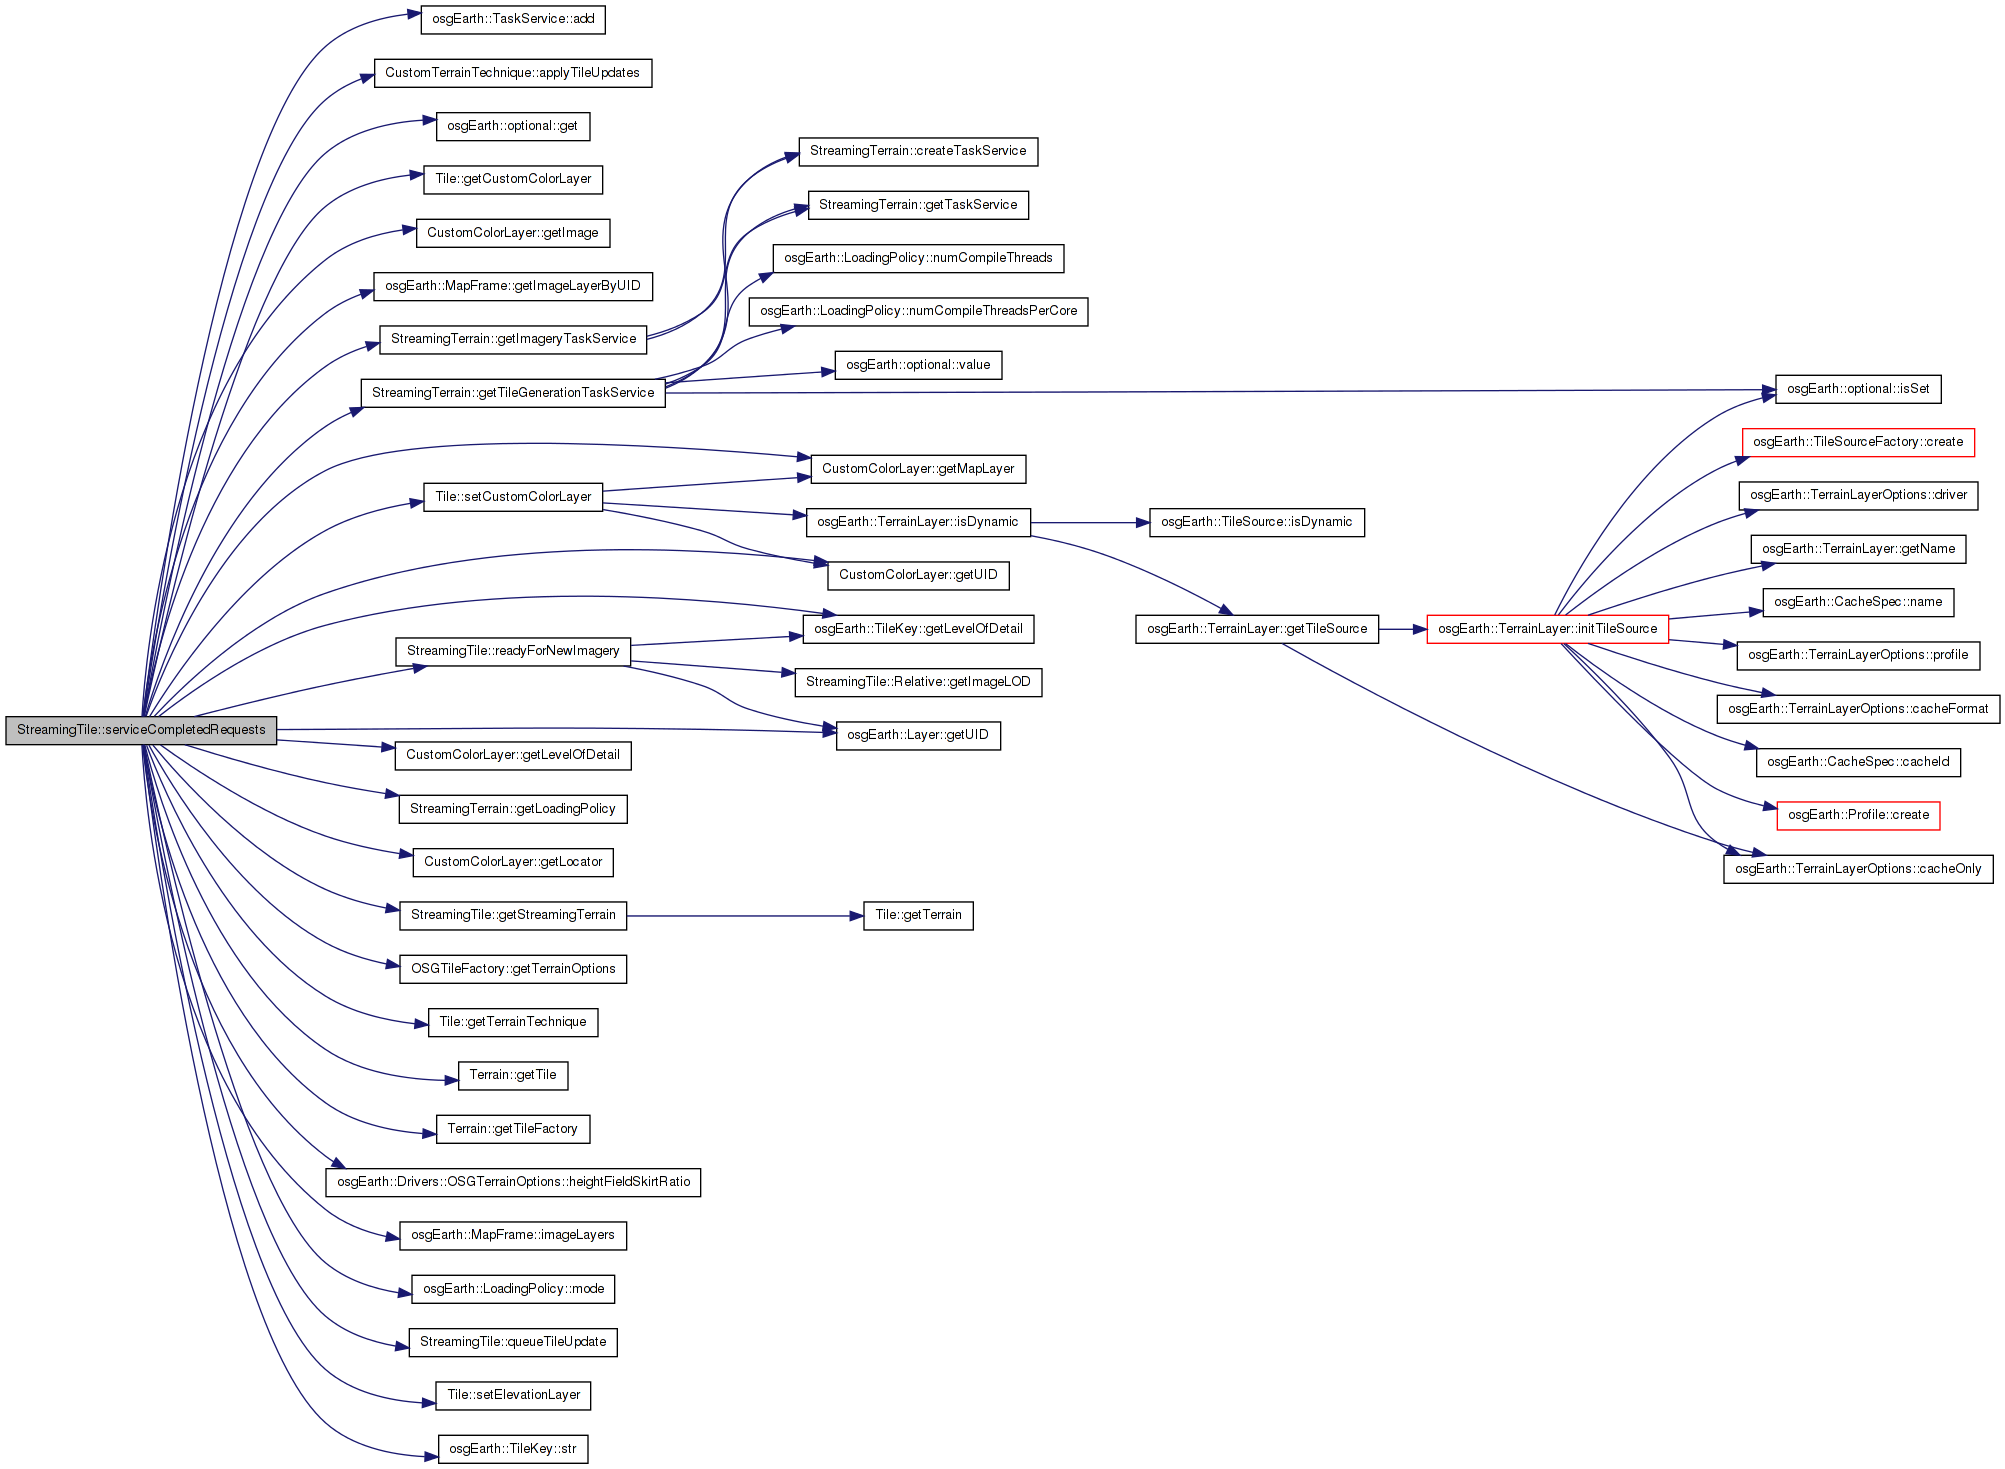 osgEarth::TaskService::add
CustomTerrainTechnique::applyTileUpdates
osgEarth::optional::get
Tile::getCustomColorLayer
CustomColorLayer::getImage
osgEarth::MapFrame::getImageLayerByUID
StreamingTerrain::getImageryTaskService
StreamingTerrain::getTileGenerationTaskService
StreamingTerrain::createTaskService
StreamingTerrain::getTaskService
osgEarth::LoadingPolicy::numCompileThreads
osgEarth::LoadingPolicy::numCompileThreadsPerCore
osgEarth::optional::value
osgEarth::optional::isSet
osgEarth::TileSourceFactory::create
CustomColorLayer::getMapLayer
Tile::setCustomColorLayer
osgEarth::TerrainLayerOptions::driver
osgEarth::TerrainLayer::isDynamic
osgEarth::TileSource::isDynamic
osgEarth::TerrainLayer::getName
CustomColorLayer::getUID
osgEarth::CacheSpec::name
osgEarth::TileKey::getLevelOfDetail
osgEarth::TerrainLayer::getTileSource
osgEarth::TerrainLayer::initTileSource
StreamingTile::readyForNewImagery
osgEarth::TerrainLayerOptions::profile
StreamingTile::Relative::getImageLOD
osgEarth::TerrainLayerOptions::cacheFormat
StreamingTile::serviceCompletedRequests
osgEarth::Layer::getUID
CustomColorLayer::getLevelOfDetail
osgEarth::CacheSpec::cacheId
StreamingTerrain::getLoadingPolicy
osgEarth::Profile::create
CustomColorLayer::getLocator
osgEarth::TerrainLayerOptions::cacheOnly
StreamingTile::getStreamingTerrain
Tile::getTerrain
OSGTileFactory::getTerrainOptions
Tile::getTerrainTechnique
Terrain::getTile
Terrain::getTileFactory
osgEarth::Drivers::OSGTerrainOptions::heightFieldSkirtRatio
osgEarth::MapFrame::imageLayers
osgEarth::LoadingPolicy::mode
StreamingTile::queueTileUpdate
Tile::setElevationLayer
osgEarth::TileKey::str